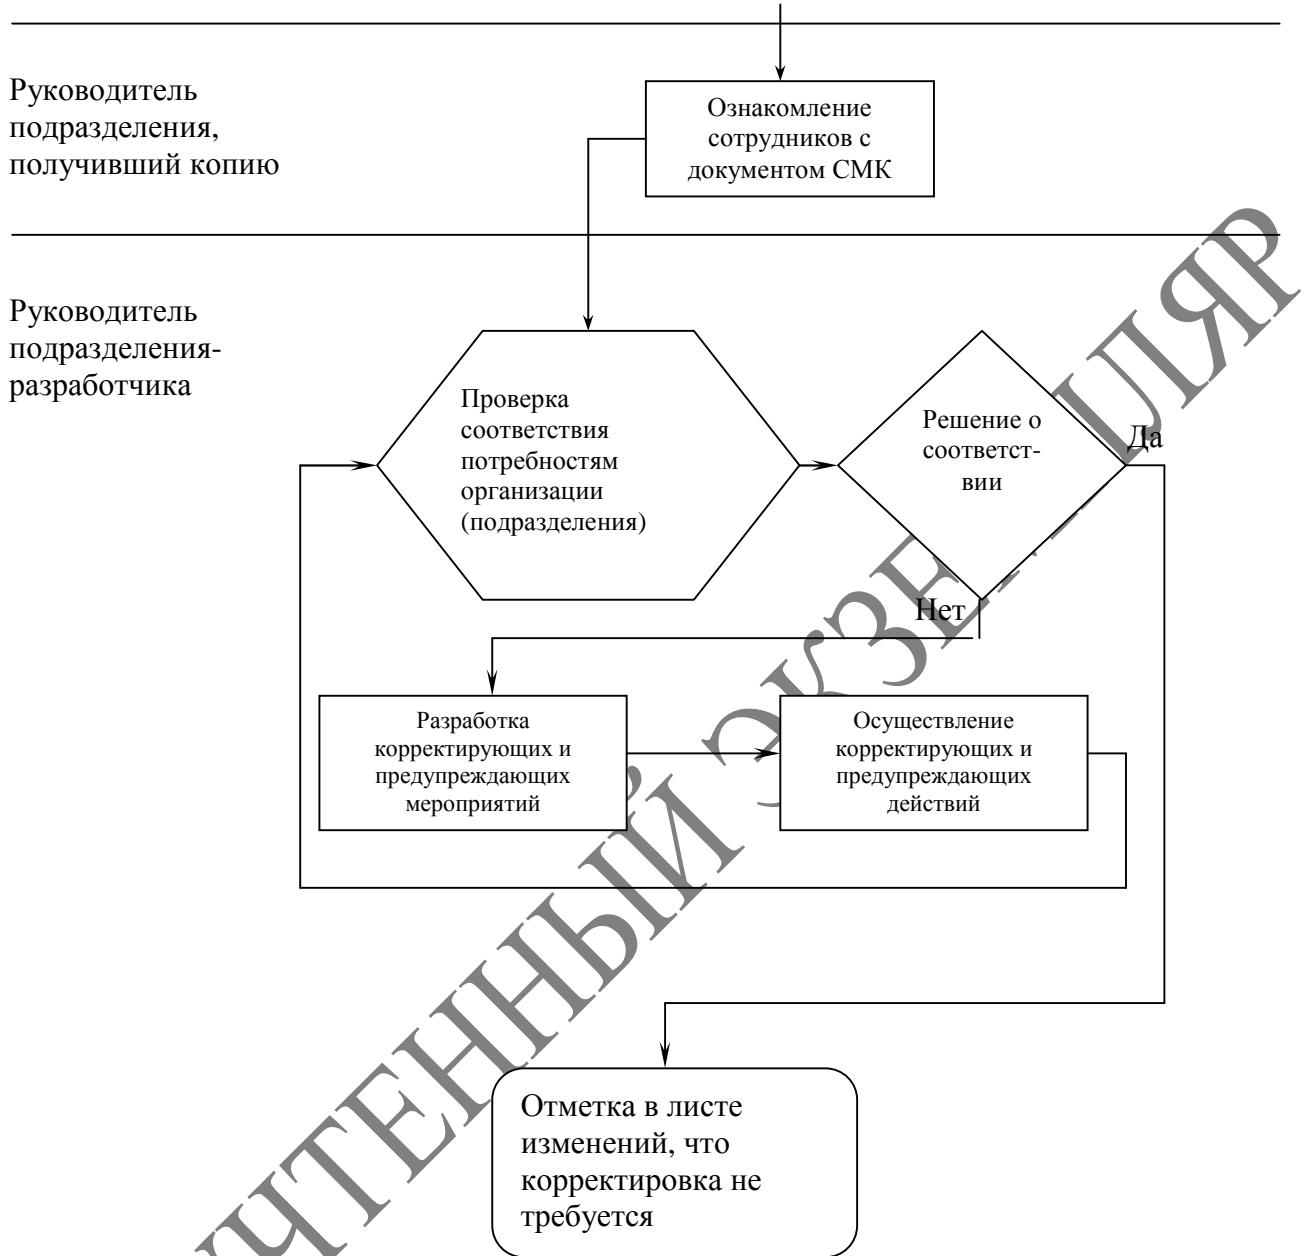 Руководитель
подразделения,
получивший копию
Ознакомление
сотрудников с
документом СМК
Руководитель
подразделения-
разработчика
Проверка
соответствия
потребностям
организации
(подразделения)
Решение о
соответст-
вии
Да
Нет
Разработка
корректирующих и
предупреждающих
мероприятий
Осуществление
корректирующих и
предупреждающих
действий
Отметка в листе
изменений, что
корректировка не
требуется